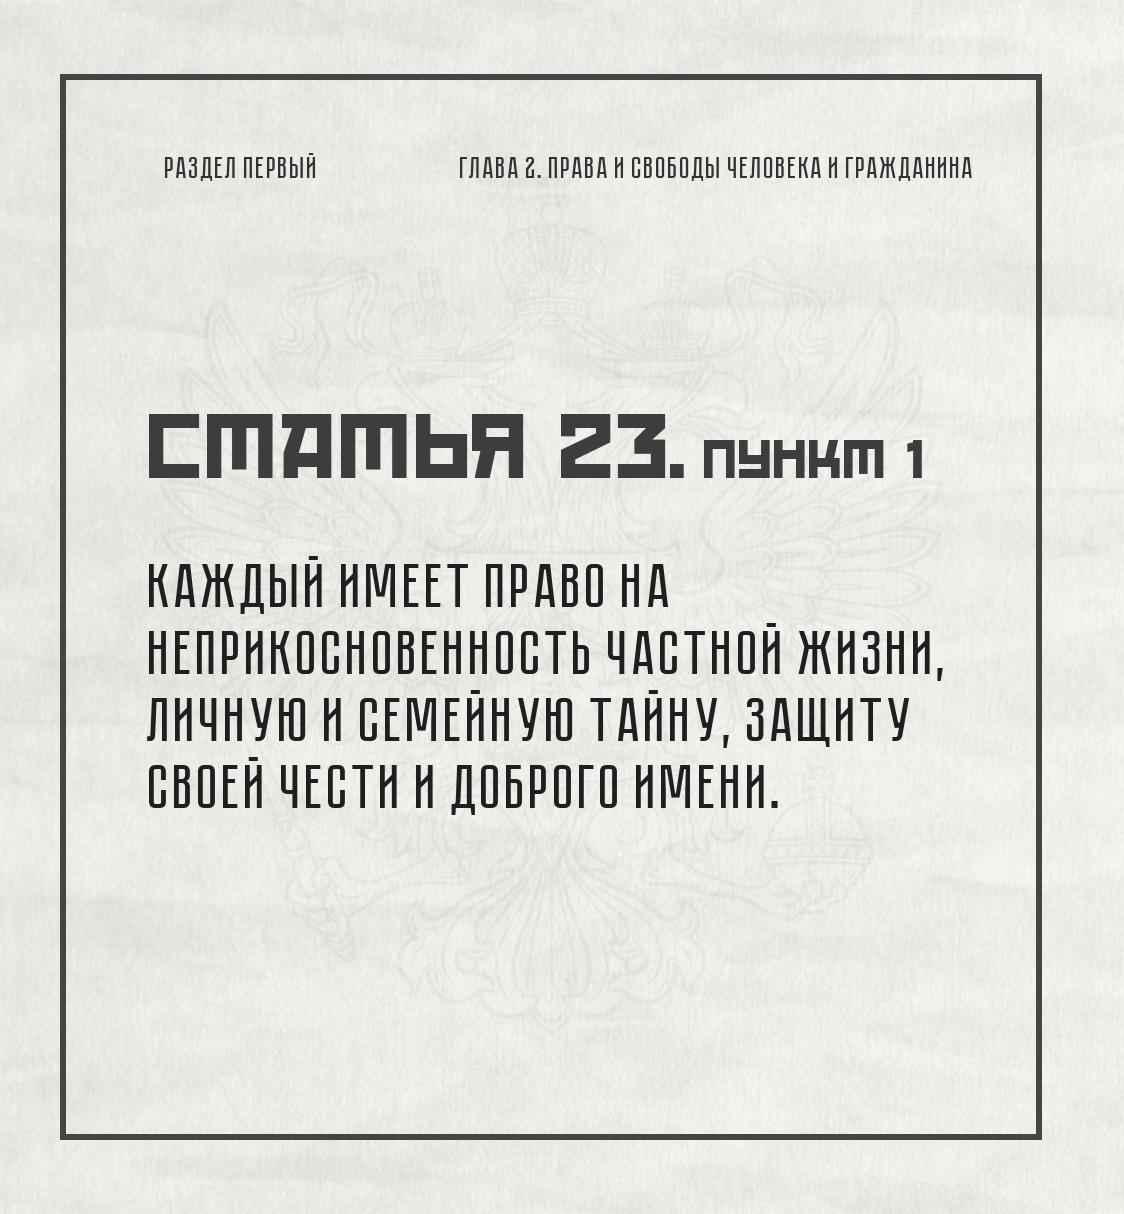 РАЗДЕЛ ПЕРВЫЙ ГЛАВА 2. ПРАВА И СВОБОДЫ ЧЕЛОВЕКА И ГРАЖДАНИНА
СТАТЬЯ 23. ПУНКТ 1
КАЖДЫЙ ИМЕЕТ ПРАВО НА
НЕПРИКОСНОВЕННОСТЬ ЧАСТНОЙ ЖИЗНИ,
ЛИЧНУЮ И СЕМЕЙНУЮ ТАЙНУ, ЗАЩИТУ
СВОЕЙ ЧЕСТИ И ДОБРОГО ИМЕНИ.